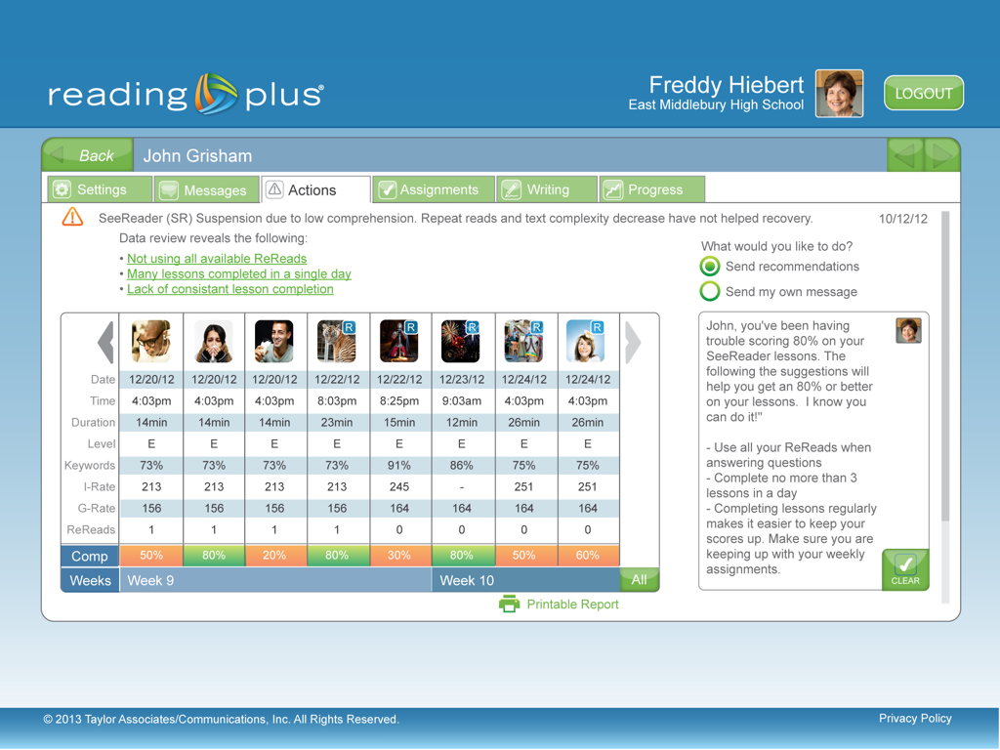 reading plus®
Freddy Hiebert
East Middlebury High School
LOGOUT
Back
John Grisham
Settings
Messages
Actions
Assignments
Writing
Progress
SeeReader (SR) Suspension due to low comprehension. Repeat reads and text complexity decrease have not helped recovery.
10/12/12
Data review reveals the following:
• Not using all available ReReads
• Many lessons completed in a single day
• Lack of consistant lesson completion
What would you like to do?
Send recommendations
Send my own message
R R R R R
Date 12/20/12 12/20/12 12/20/12 12/22/12 12/22/12 12/23/12 12/24/12 12/24/12
Time 4:03pm 4:03pm 4:03pm 8:03pm 8:25pm 9:03am 4:03pm 4:03pm
Duration 14min 14min 14min 23min 15min 12min 26min 26min
Level E E E E E E E E
Keywords 73% 73% 73% 73% 91% 86% 75% 75%
I-Rate 213 213 213 213 245 - 251 251
G-Rate 156 156 156 156 164 164 164 164
ReReads 1 1 1 1 0 0 0 0
Comp 50% 80% 20% 80% 30% 80% 50% 60%
Weeks Week 9 Week 10 All
Printable Report
John, you've been having
trouble scoring 80% on your
SeeReader lessons. The
following the suggestions will
help you get an 80% or better
on your lessons. I know you
can do it!"
- Use all your ReReads when
answering questions
- Complete no more than 3
lessons in a day
- Completing lessons regularly
makes it easier to keep your
scores up. Make sure you are
keeping up with your weekly
assignments.
CLEAR
© 2013 Taylor Associates/Communications, Inc. All Rights Reserved.
Privacy Policy